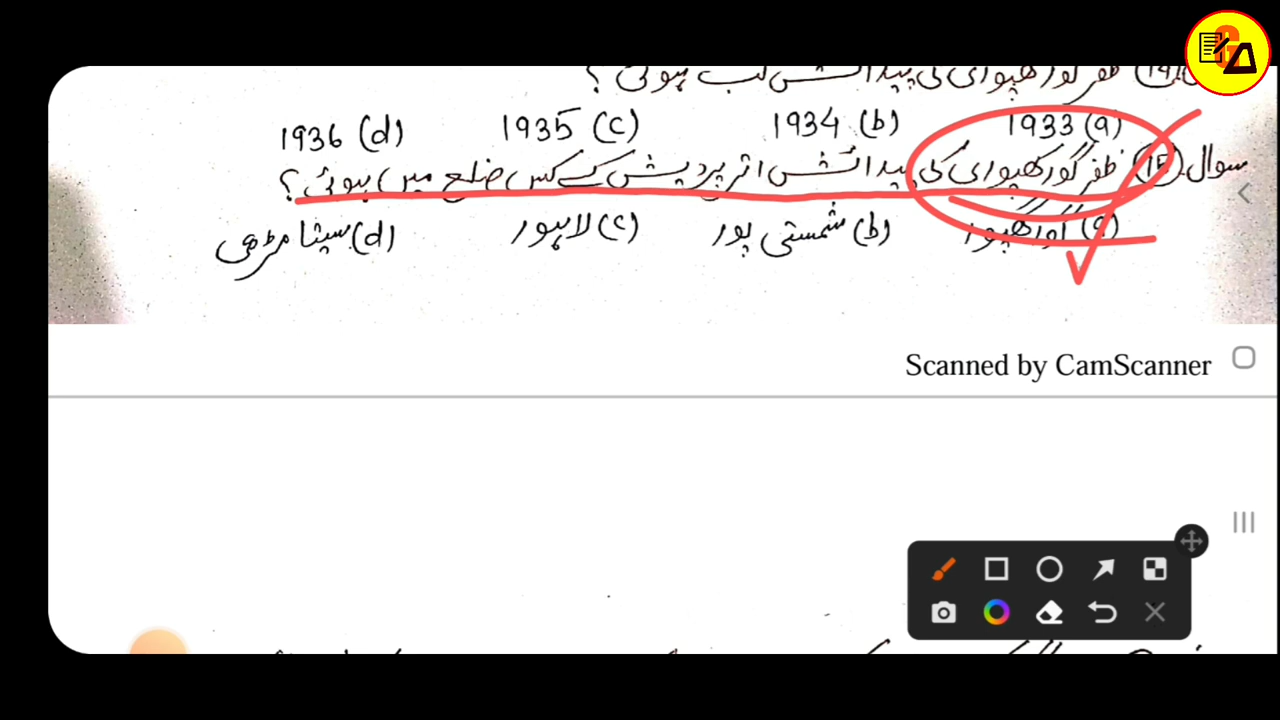 ظفر گورکھپوری کی پیدائش کب ہوئی ؟
1933 (a) 1934 (b) 1935 (c) 1936 (d)
سوال 15 ظفر گورکھپوری کی پیدائش اتر پردیش کے کس ضلع میں ہوئی ؟
(a) گورکھپور (b) شمستی پور (c) لاہور (d) سیتا مڑھی
Scanned by CamScanner